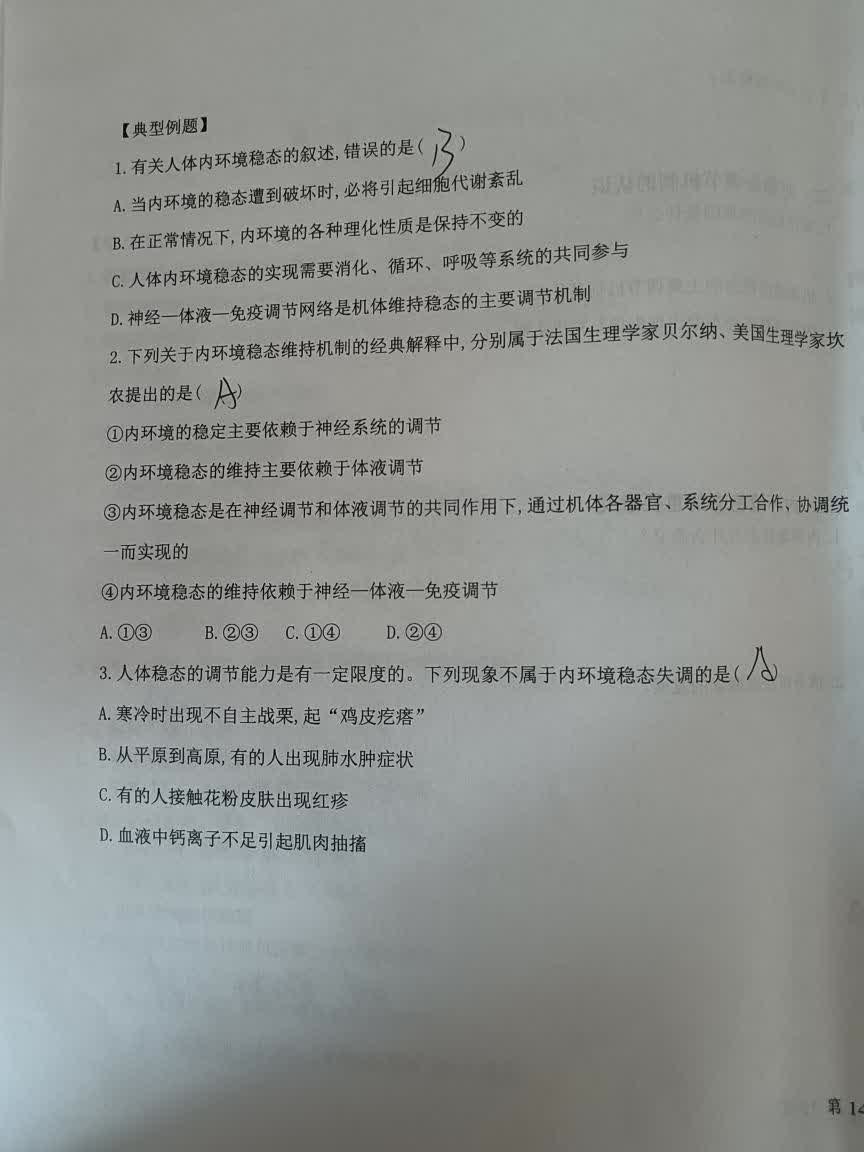 【典型例题】
1. 有关人体内环境稳态的叙述,错误的是( B )
A. 当内环境的稳态遭到破坏时,必将引起细胞代谢紊乱
B. 在正常情况下,内环境的各种理化性质是保持不变的
C. 人体内环境稳态的实现需要消化、循环、呼吸等系统的共同参与
D. 神经—体液—免疫调节网络是机体维持稳态的主要调节机制
2. 下列关于内环境稳态维持机制的经典解释中,分别属于法国生理学家贝尔纳、美国生理学家坎
农提出的是( A )
①内环境的稳定主要依赖于神经系统的调节
②内环境稳态的维持主要依赖于体液调节
③内环境稳态是在神经调节和体液调节的共同作用下,通过机体各器官、系统分工合作、协调统
一而实现的
④内环境稳态的维持依赖于神经—体液—免疫调节
A. ①③ B. ②③ C. ①④ D. ②④
3. 人体稳态的调节能力是有一定限度的。下列现象不属于内环境稳态失调的是( A )
A. 寒冷时出现不自主战栗,起“鸡皮疙瘩”
B. 从平原到高原,有的人出现肺水肿症状
C. 有的人接触花粉皮肤出现红疹
D. 血液中钙离子不足引起肌肉抽搐
第 14